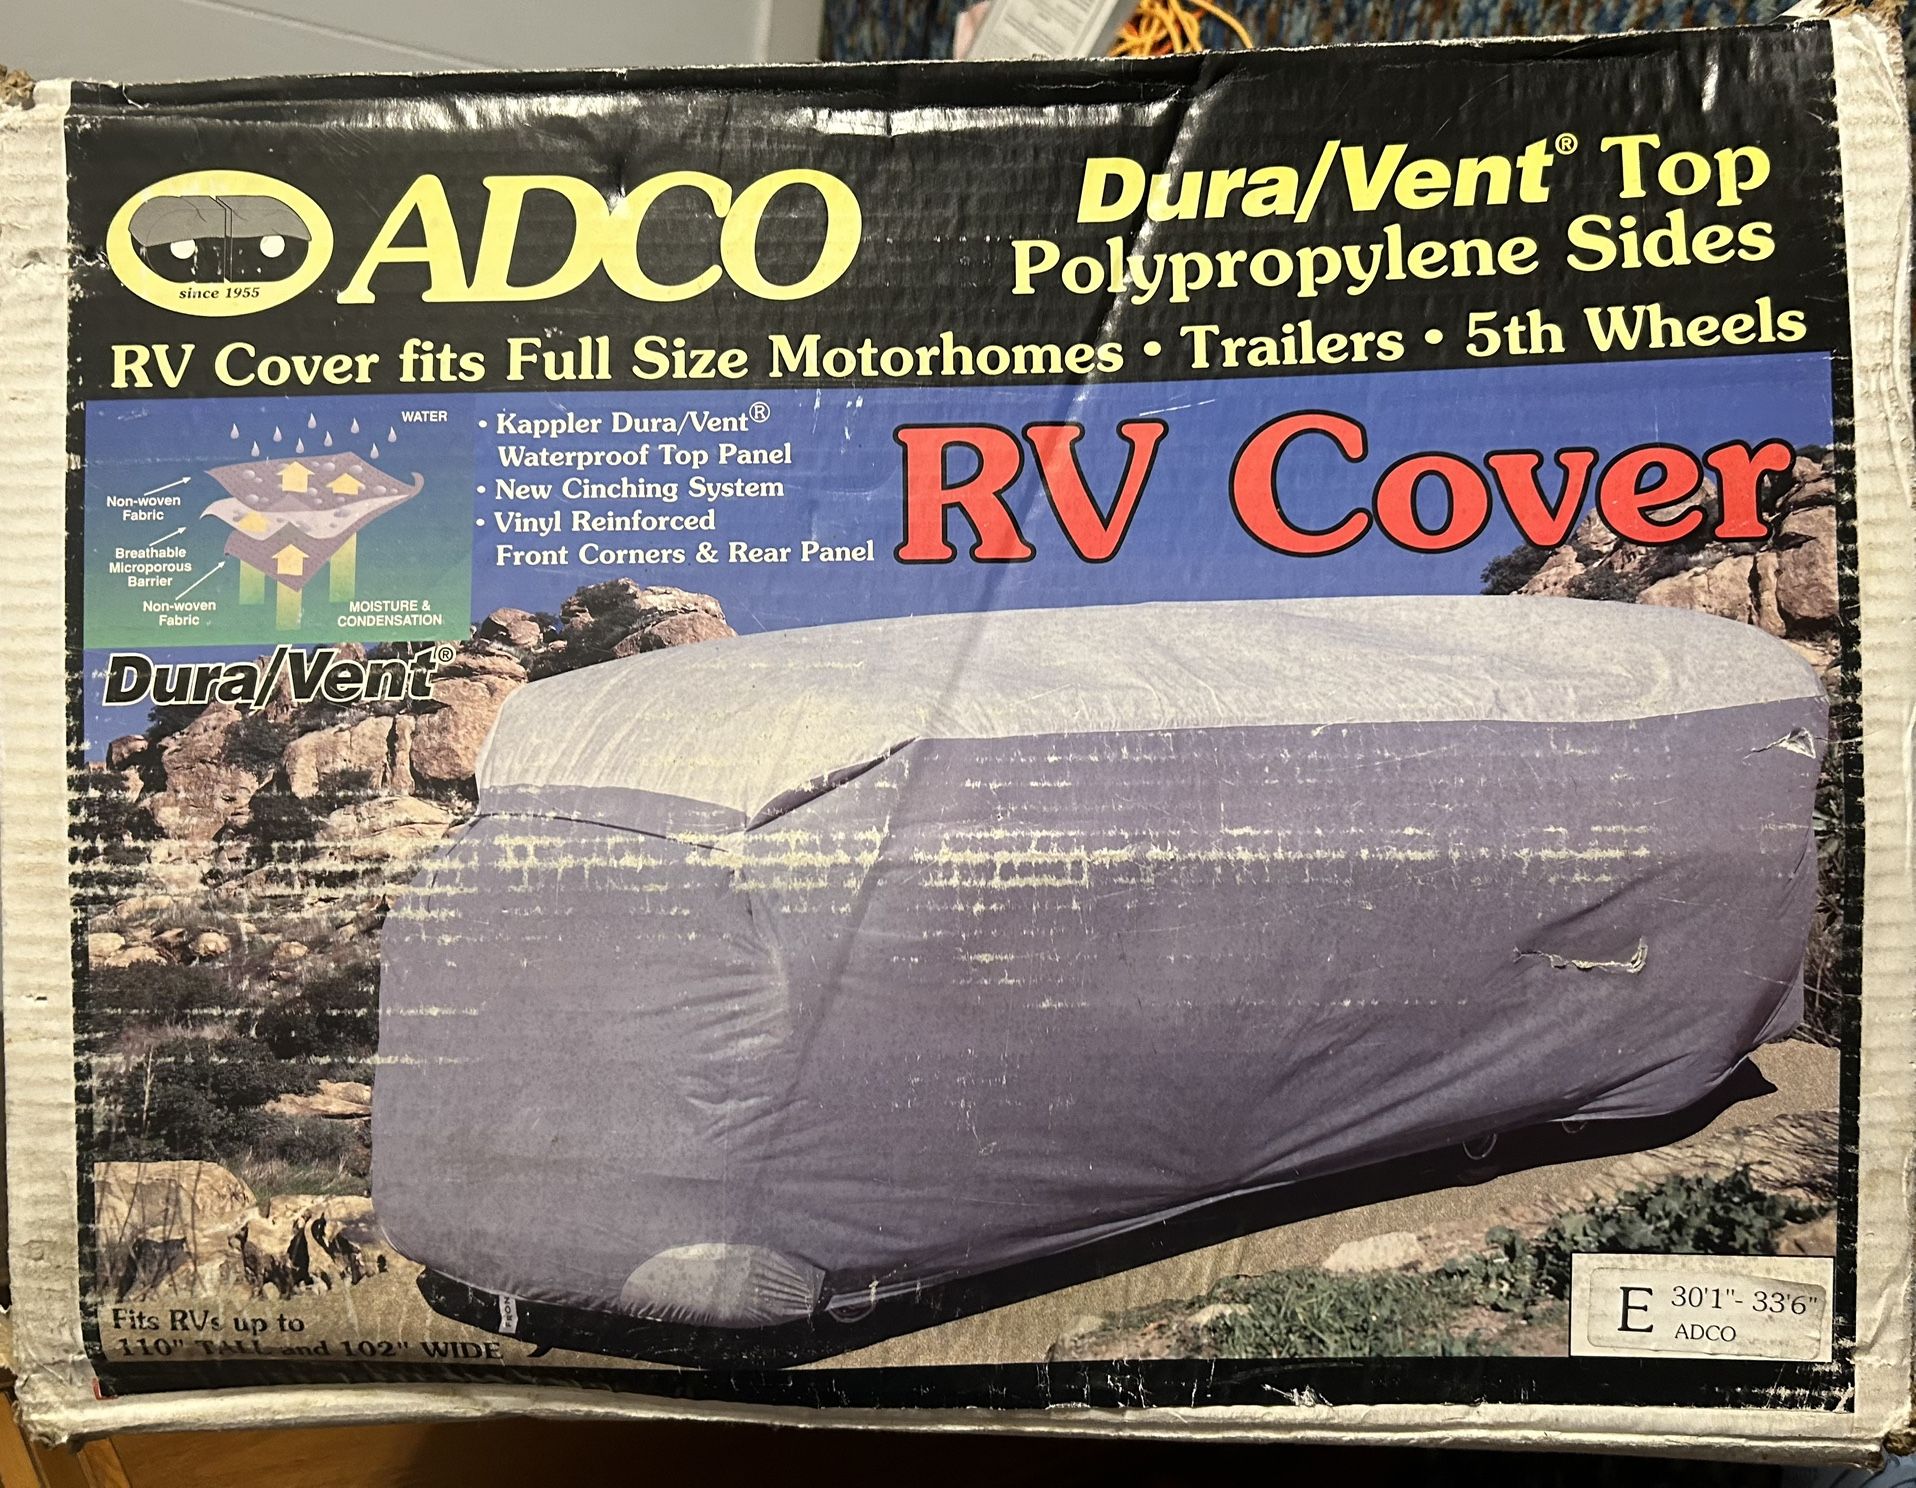 since 1955
ADCO
Dura/Vent® Top
Polypropylene Sides
RV Cover fits Full Size Motorhomes • Trailers • 5th Wheels
WATER
Non-woven
Fabric
Breathable
Microporous
Barrier
Non-woven
Fabric
MOISTURE &
CONDENSATION
Dura/Vent®
• Kappler Dura/Vent®
Waterproof Top Panel
• New Cinching System
• Vinyl Reinforced
Front Corners & Rear Panel
RV Cover
FRONT
Fits RVs up to
110" TALL and 102" WIDE
E 30'1"- 33'6"
ADCO